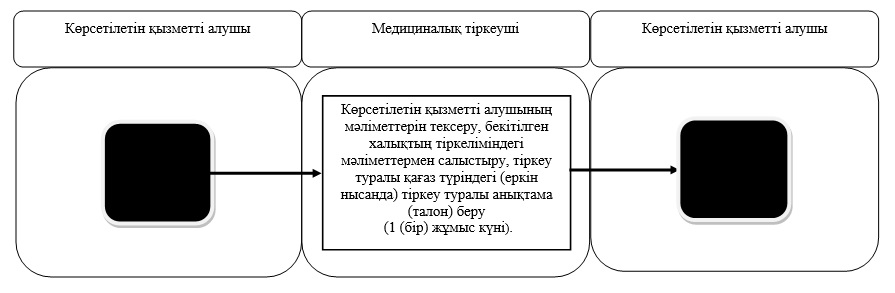 Көрсетілетін қызметті алушы
Медициналық тіркеуші
Көрсетілетін қызметті алушы
Көрсетілетін қызметті алушының
мәліметтерін тексеру, бекітілген
халықтың тіркеліміндегі
мәліметтермен салыстыру, тіркеу
туралы қағаз түріндегі (еркін
нысанда) тіркеу туралы анықтама
(талон) беру
(1 (бір) жұмыс күні).